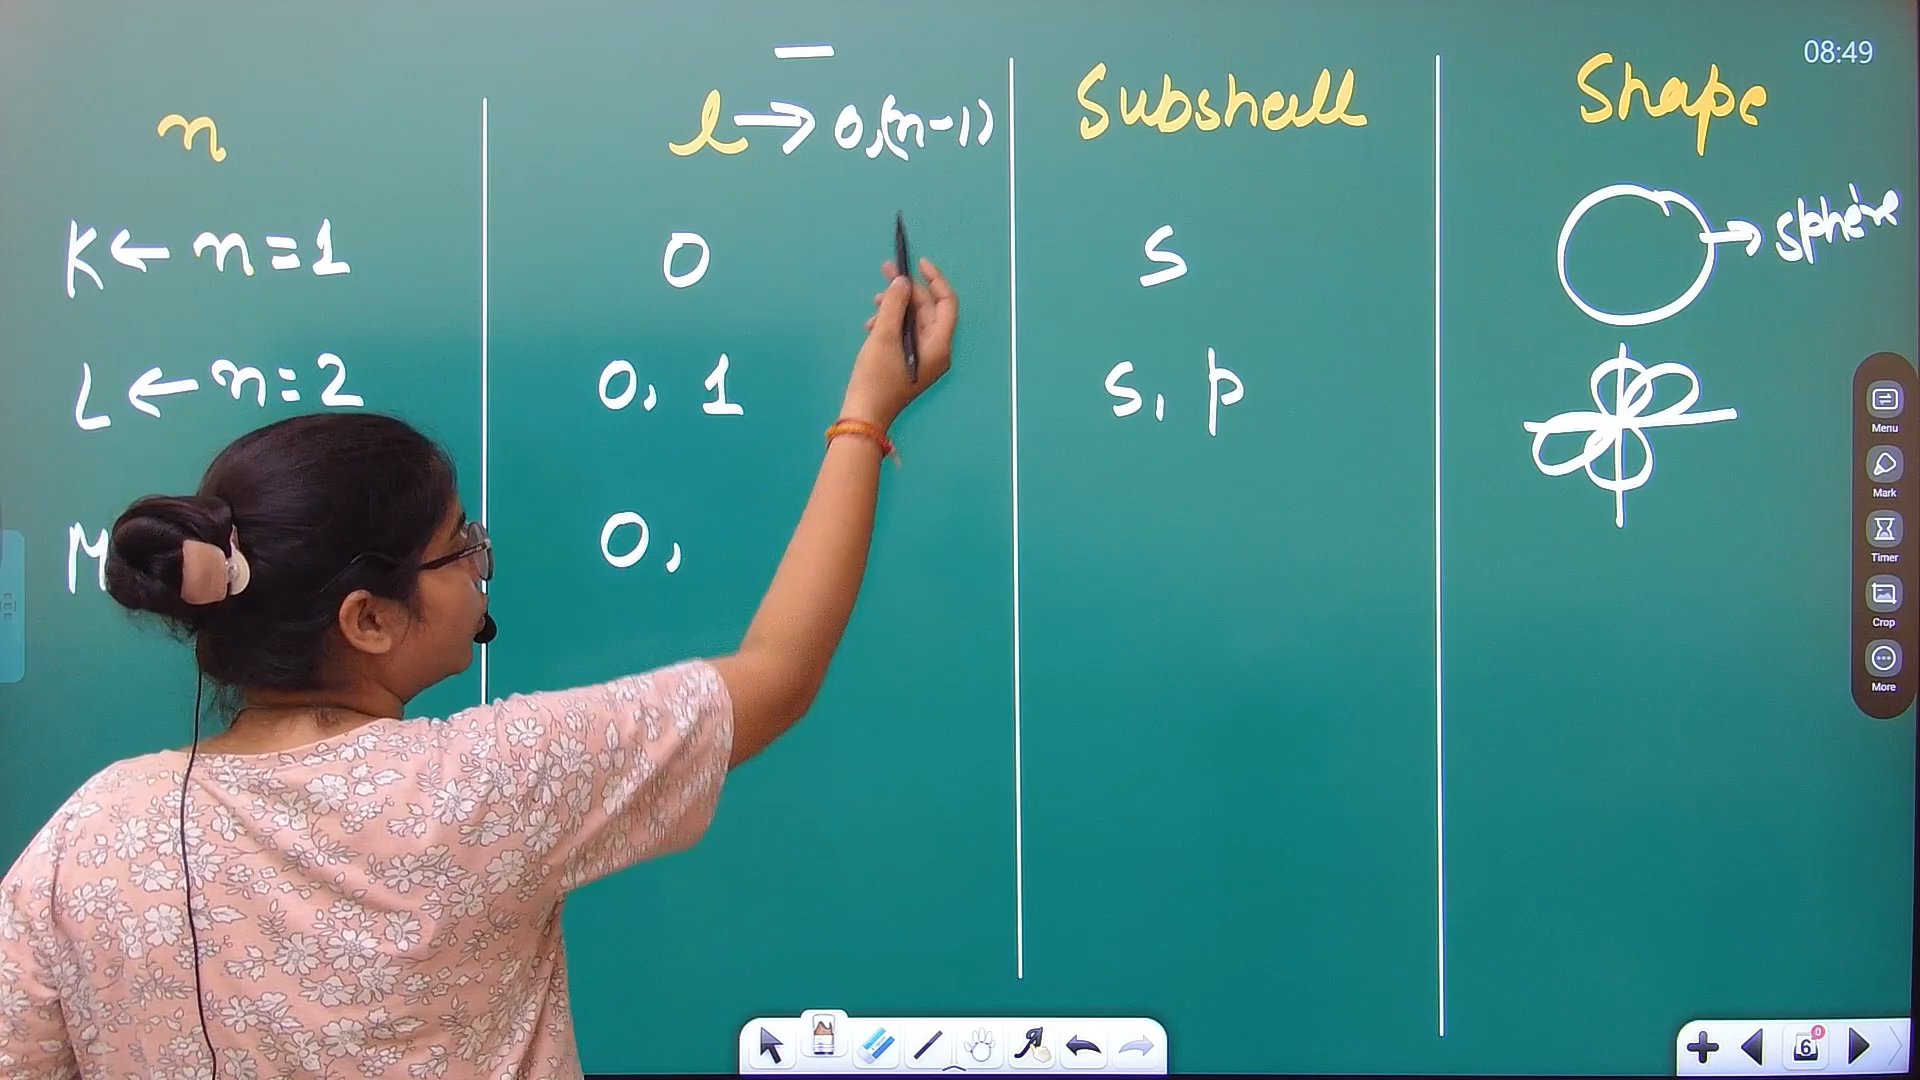 08:49
n l → 0,(n-1) Subshell Shape
K ← n=1 0 s → sphere
L ← n=2 0, 1 s, p
M 0,
Menu
Mark
Timer
Crop
More
6
0